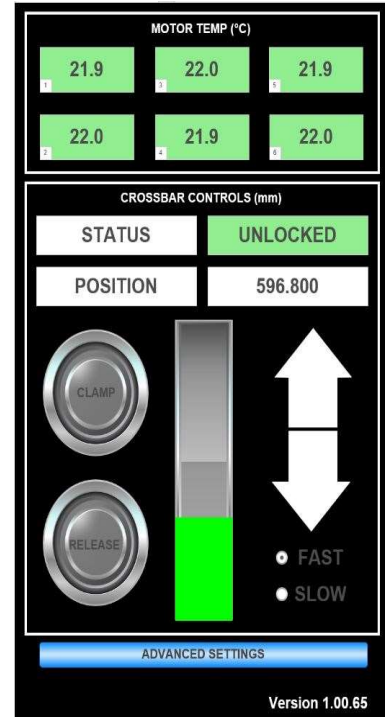 MOTOR TEMP (°C)
21.9 22.0 21.9
1 3 5
22.0 21.9 22.0
2 4 6
CROSSBAR CONTROLS (mm)
STATUS UNLOCKED
POSITION 596.800
CLAMP
RELEASE
FAST
SLOW
ADVANCED SETTINGS
Version 1.00.65